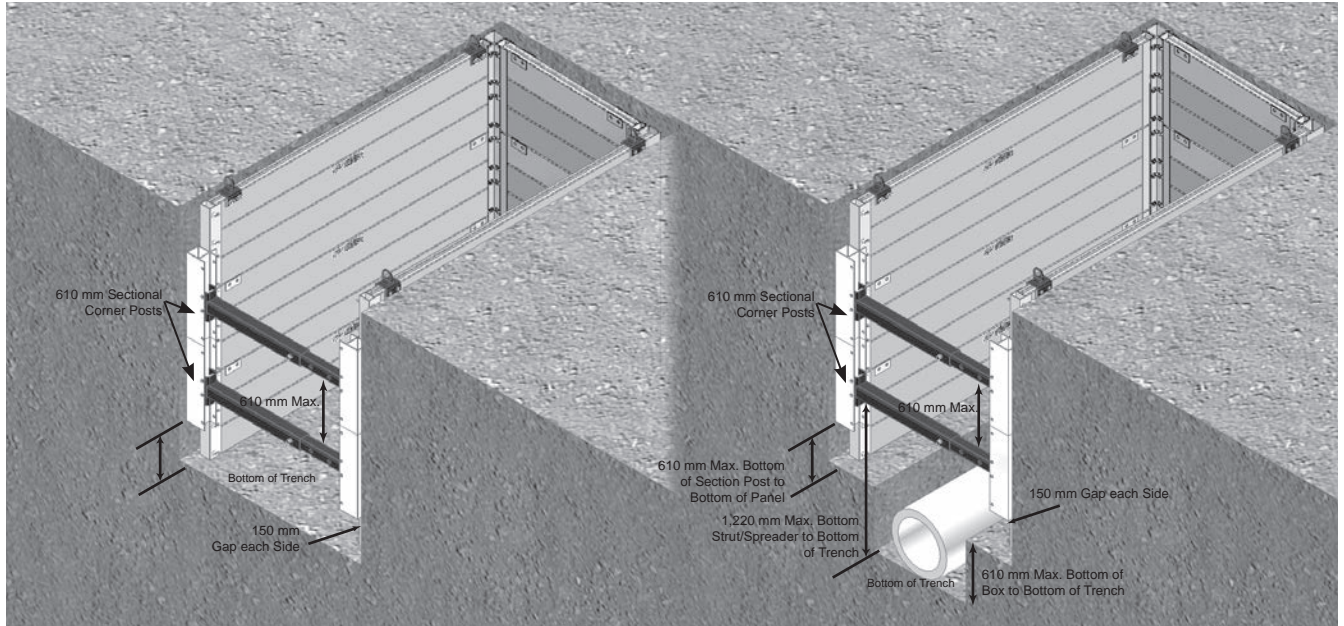 610 mm Sectional
Corner Posts
610 mm Max.
Bottom of Trench
150 mm
Gap each Side
610 mm Sectional
Corner Posts
610 mm Max.
610 mm Max. Bottom
of Section Post to
Bottom of Panel
1,220 mm Max. Bottom
Strut/Spreader to Bottom
of Trench
150 mm Gap each Side
Bottom of Trench
610 mm Max. Bottom of
Box to Bottom of Trench